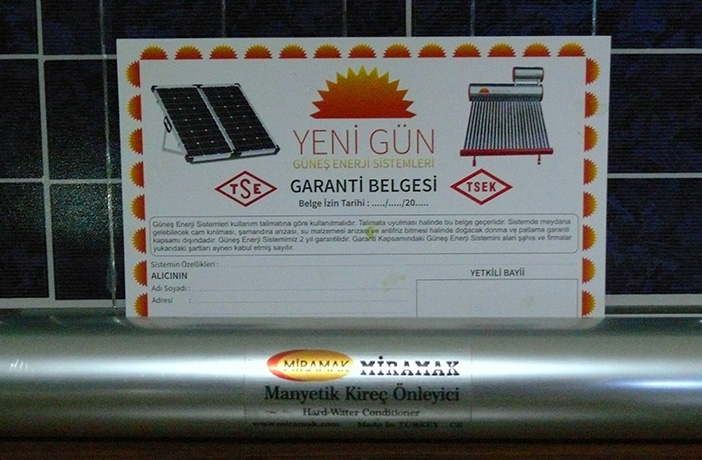 YENİ GÜN
GÜNEŞ ENERJİ SİSTEMLERİ
TSE GARANTİ BELGESİ TSEK
Belge İzin Tarihi : ...../...../20.....
Güneş Enerji Sistemleri kullanım talimatına göre kullanılmalıdır. Talimata uyulması halinde bu belge geçerlidir. Sistemde meydana
gelebilecek cam kırılması, şamandıra arızası, su malzemesi arızası ve antifriz bitmesi halinde doğacak donma ve patlama garanti
kapsamı dışındadır. Güneş Enerji Sistemimiz 2 yıl garantilidir. Garanti Kapsamındaki Güneş Enerji Sistemini alan şahıs ve firmalar
yukarıdaki şartları aynen kabul etmiş sayılır.
Sistemin Özellikleri :
ALICININ
YETKİLİ BAYİİ
Adı Soyadı :
Adresi :
MİRAMAK MİRAMAK
Manyetik Kireç Önleyici
Hard-Water Conditioner
www.miramak.com Made In TURKEY - CE